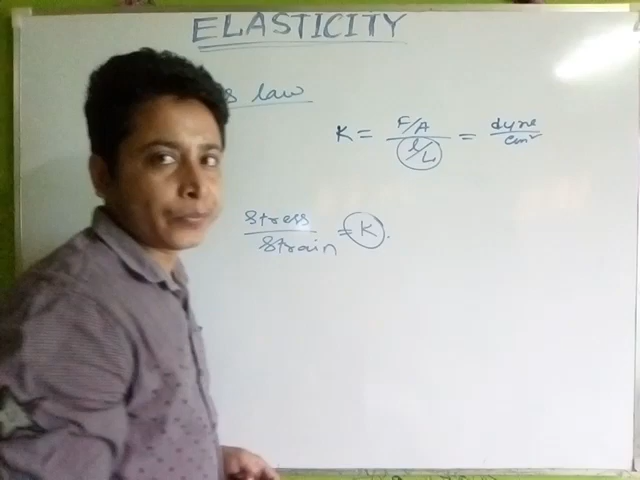 ELASTICITY
s law
K = F/A / l/L = dyne/cm²
Stress/Strain = K.